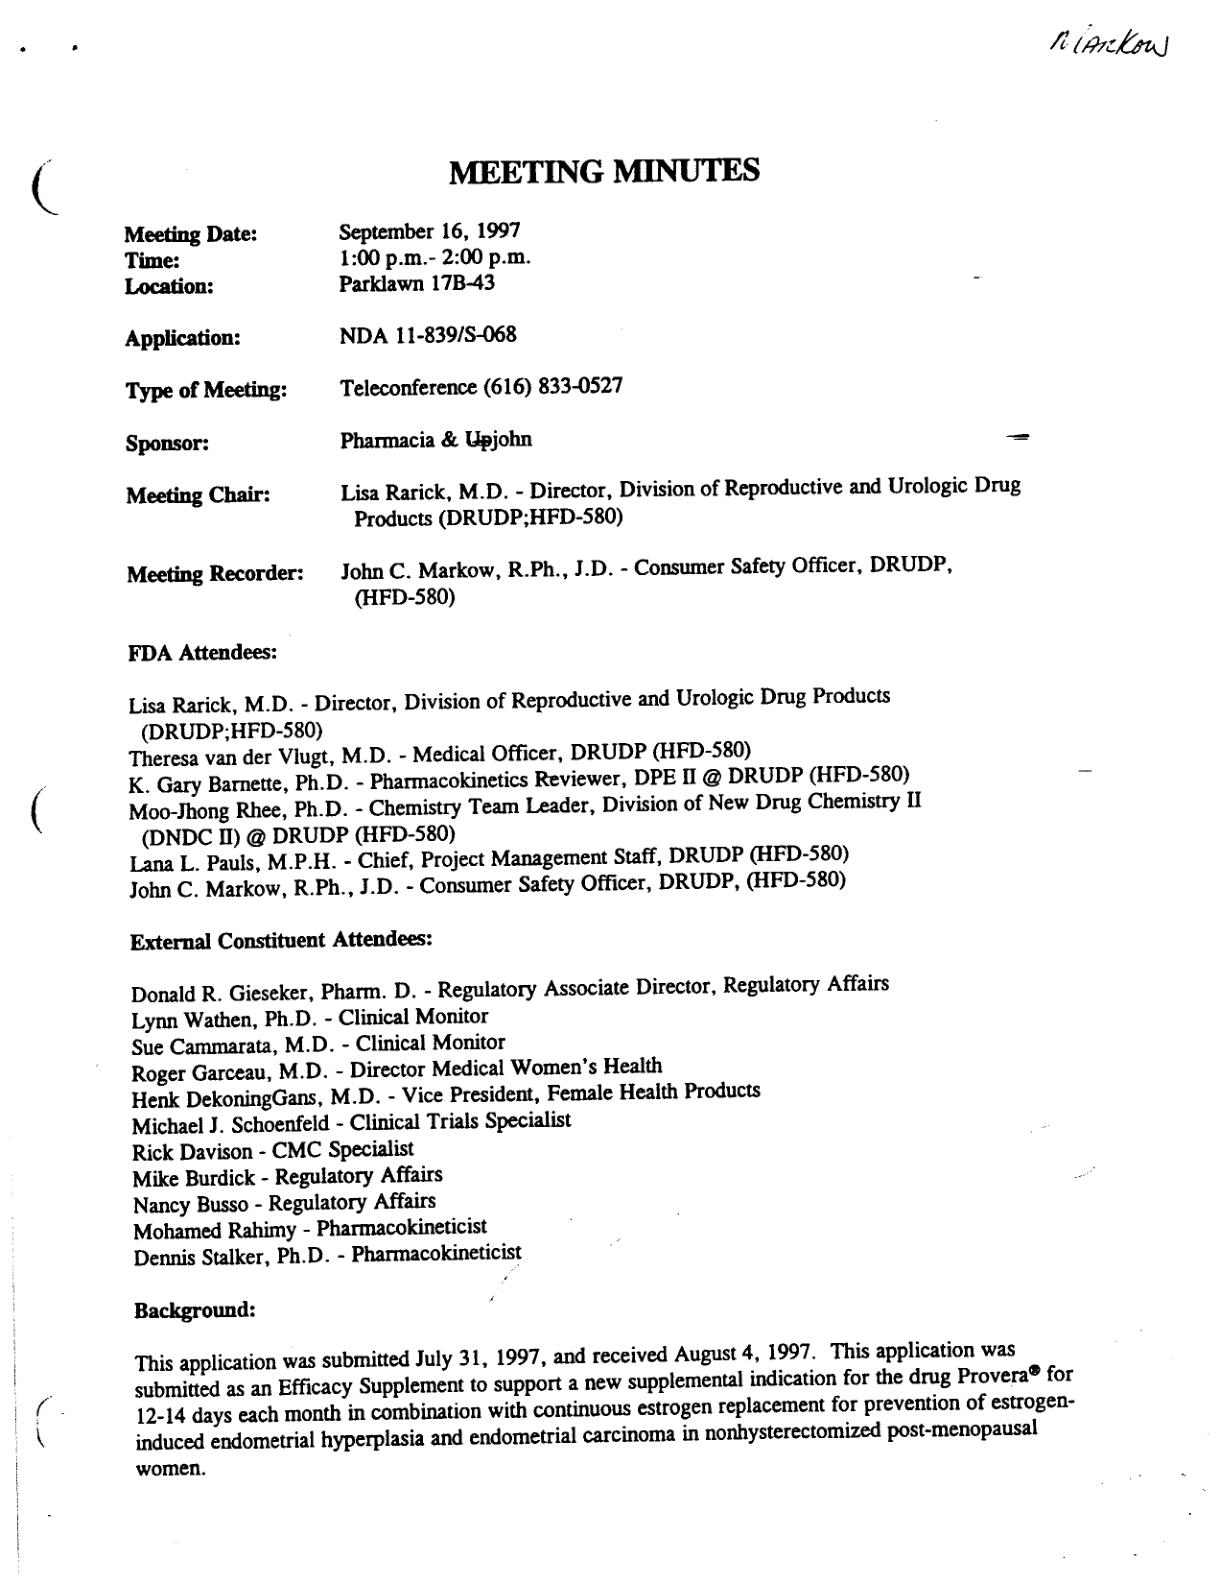 Markow
MEETING MINUTES
Meeting Date: September 16, 1997
Time: 1:00 p.m.- 2:00 p.m.
Location: Parklawn 17B-43
Application: NDA 11-839/S-068
Type of Meeting: Teleconference (616) 833-0527
Sponsor: Pharmacia & Upjohn
Meeting Chair: Lisa Rarick, M.D. - Director, Division of Reproductive and Urologic Drug
Products (DRUDP;HFD-580)
Meeting Recorder: John C. Markow, R.Ph., J.D. - Consumer Safety Officer, DRUDP,
(HFD-580)
FDA Attendees:
Lisa Rarick, M.D. - Director, Division of Reproductive and Urologic Drug Products
(DRUDP;HFD-580)
Theresa van der Vlugt, M.D. - Medical Officer, DRUDP (HFD-580)
K. Gary Barnette, Ph.D. - Pharmacokinetics Reviewer, DPE II @ DRUDP (HFD-580)
Moo-Jhong Rhee, Ph.D. - Chemistry Team Leader, Division of New Drug Chemistry II
(DNDC II) @ DRUDP (HFD-580)
Lana L. Pauls, M.P.H. - Chief, Project Management Staff, DRUDP (HFD-580)
John C. Markow, R.Ph., J.D. - Consumer Safety Officer, DRUDP, (HFD-580)
External Constituent Attendees:
Donald R. Gieseker, Pharm. D. - Regulatory Associate Director, Regulatory Affairs
Lynn Wathen, Ph.D. - Clinical Monitor
Sue Cammarata, M.D. - Clinical Monitor
Roger Garceau, M.D. - Director Medical Women's Health
Henk DekoningGans, M.D. - Vice President, Female Health Products
Michael J. Schoenfeld - Clinical Trials Specialist
Rick Davison - CMC Specialist
Mike Burdick - Regulatory Affairs
Nancy Busso - Regulatory Affairs
Mohamed Rahimy - Pharmacokineticist
Dennis Stalker, Ph.D. - Pharmacokineticist
Background:
This application was submitted July 31, 1997, and received August 4, 1997. This application was
submitted as an Efficacy Supplement to support a new supplemental indication for the drug Provera® for
12-14 days each month in combination with continuous estrogen replacement for prevention of estrogen-
induced endometrial hyperplasia and endometrial carcinoma in nonhysterectomized post-menopausal
women.